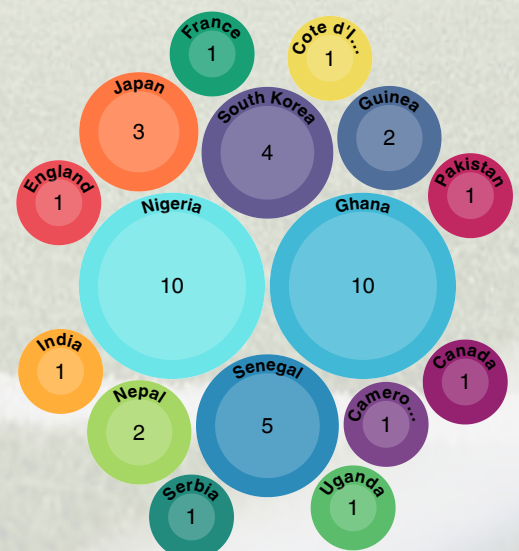 France
1
Cote d'I...
1
Japan
3
South Korea
4
Guinea
2
England
1
Pakistan
1
Nigeria
10
Ghana
10
India
1
Senegal
5
Canada
1
Nepal
2
Camero...
1
Serbia
1
Uganda
1